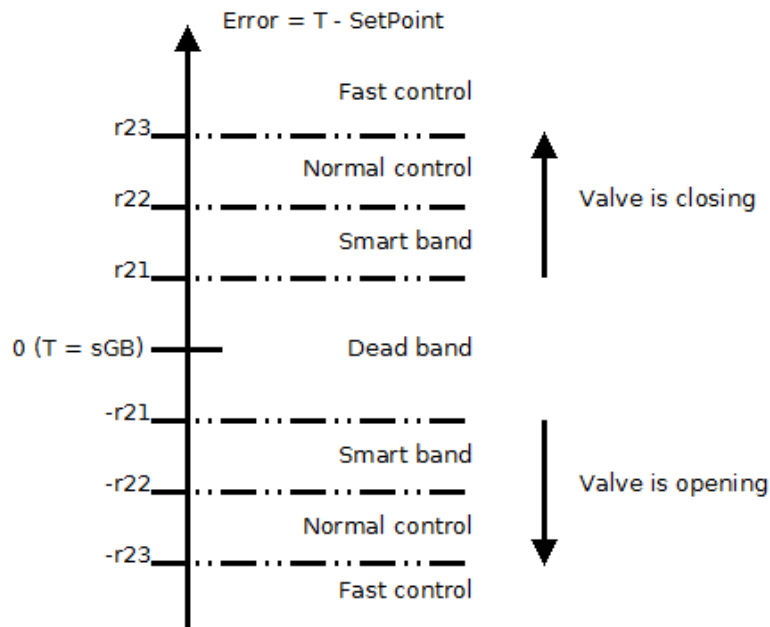 Error = T - SetPoint
Fast control
r23
Normal control
r22
Valve is closing
Smart band
r21
0 (T = sGB)
Dead band
-r21
Smart band
-r22
Valve is opening
Normal control
-r23
Fast control